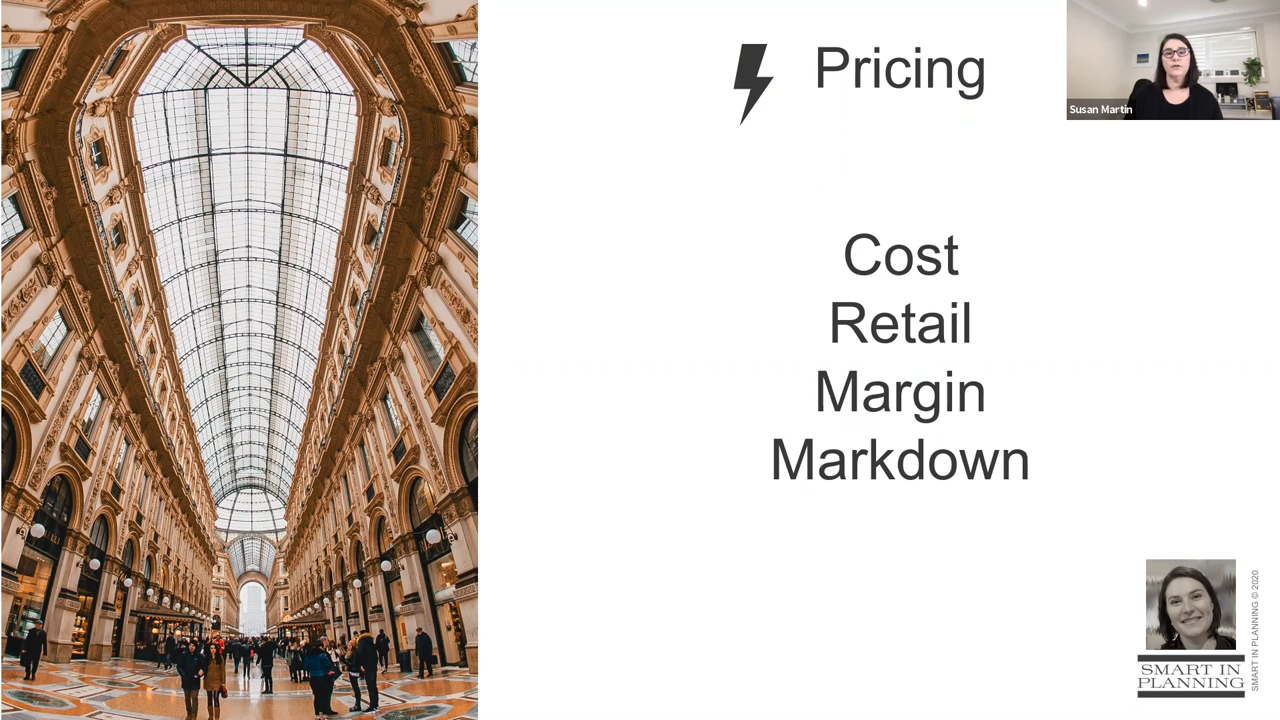 Pricing
Susan Martin
Cost
Retail
Margin
Markdown
SMART IN
PLANNING
SMART IN PLANNING © 2020